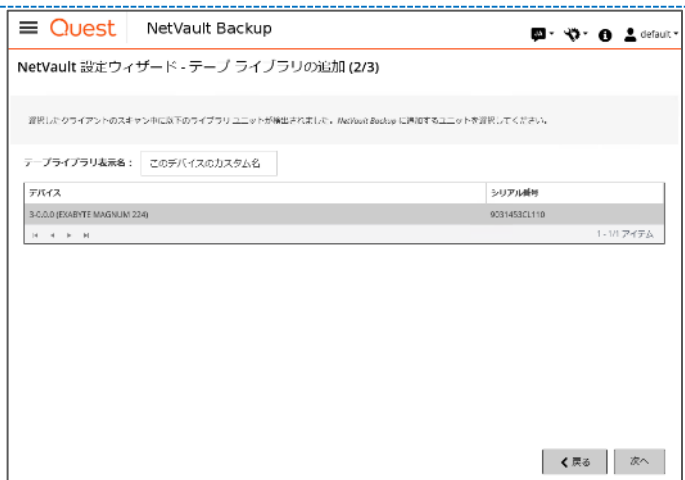 Quest NetVault Backup default
NetVault 設定ウィザード - テープ ライブラリの追加 (2/3)
選択したクライアントのスキャン中に以下のライブラリ ユニットが検出されました。NetVault Backup に追加するユニットを選択してください。
テープライブラリ表示名: このデバイスのカスタム名
デバイス シリアル番号
3-0.0.0 (EXABYTE MAGNUM 224) 9031453CL110
1 - 1/1 アイテム
戻る 次へ